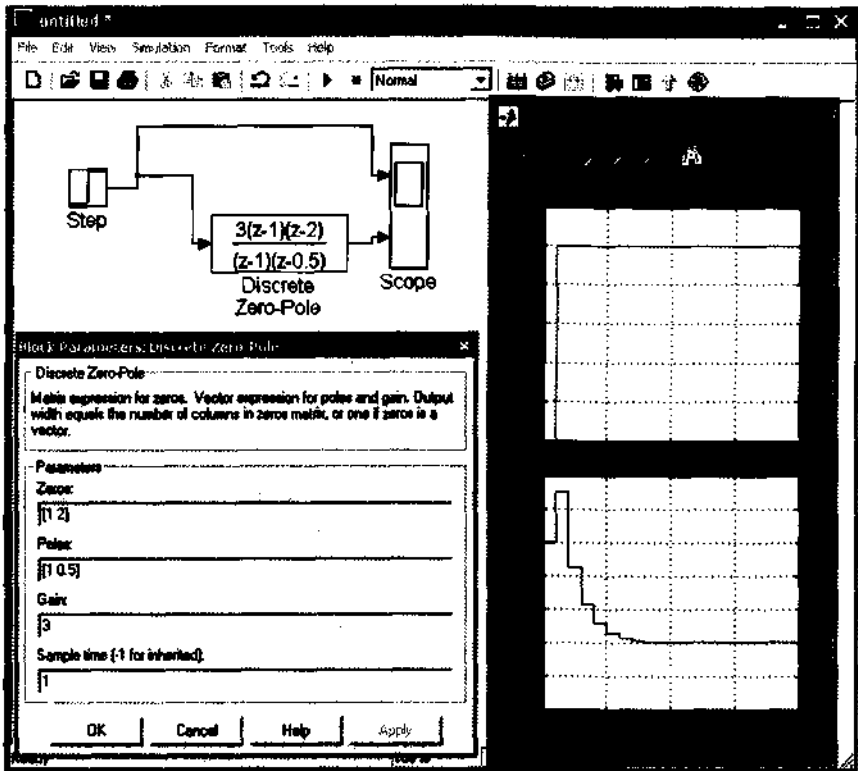 untitled *
File Edit View Simulation Format Tools Help
Normal
Step
3(z-1)(z-2)
(z-1)(z-0.5)
Discrete
Zero-Pole
Scope
Block Parameters: Discrete Zero-Pole
Discrete Zero-Pole
Matrix expression for zeros. Vector expression for poles and gain. Output
width equals the number of columns in zeros matrix, or one if zeros is a
vector.
Parameters
Zeros:
[1 2]
Poles:
[1 0.5]
Gain:
3
Sample time (-1 for inherited):
1
OK Cancel Help Apply
Ready